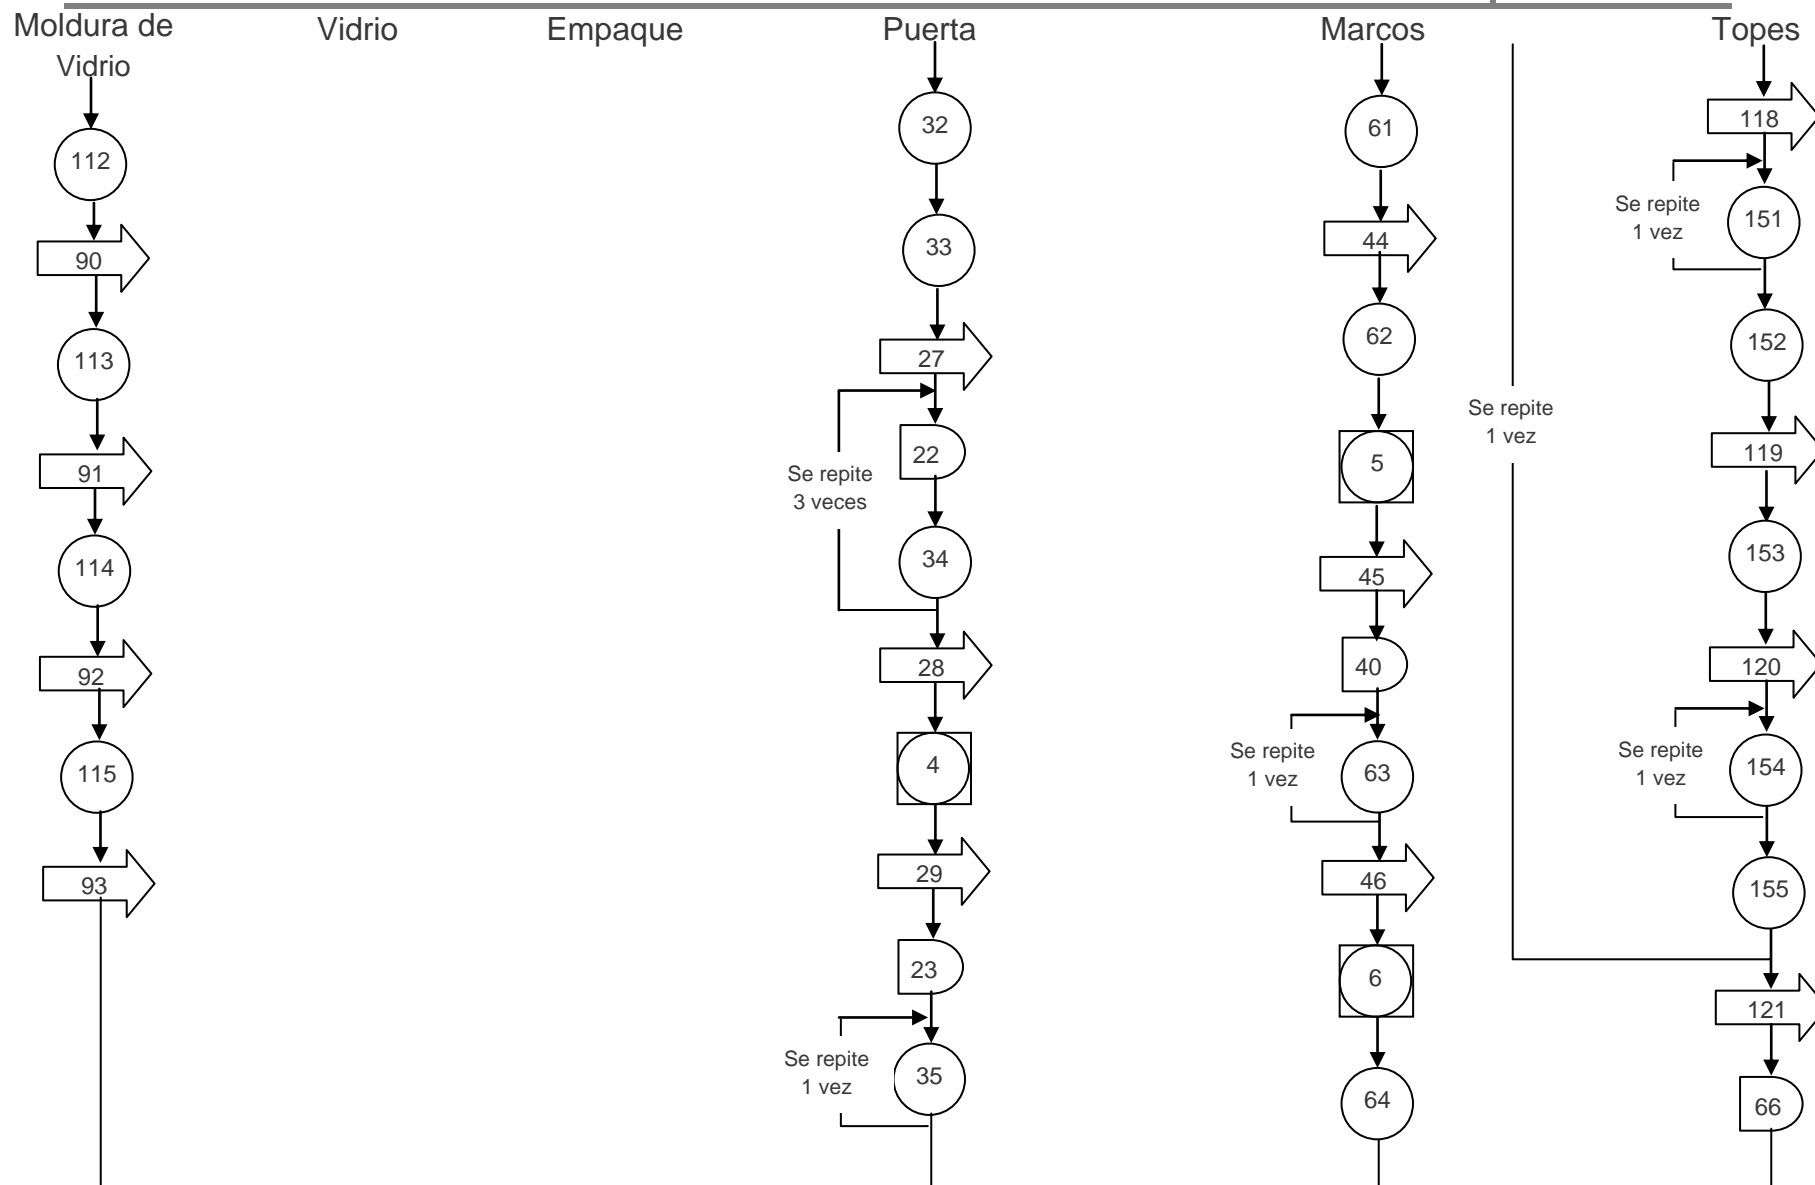 Moldura de
Vidrio
Vidrio
Empaque
Puerta
Marcos
Topes
112
90
113
91
114
92
115
93
32
33
27
22
Se repite
3 veces
34
28
4
29
23
Se repite
1 vez
35
61
44
62
5
45
40
Se repite
1 vez
63
46
6
64
Se repite
1 vez
118
Se repite
1 vez
151
152
119
153
120
Se repite
1 vez
154
155
121
66